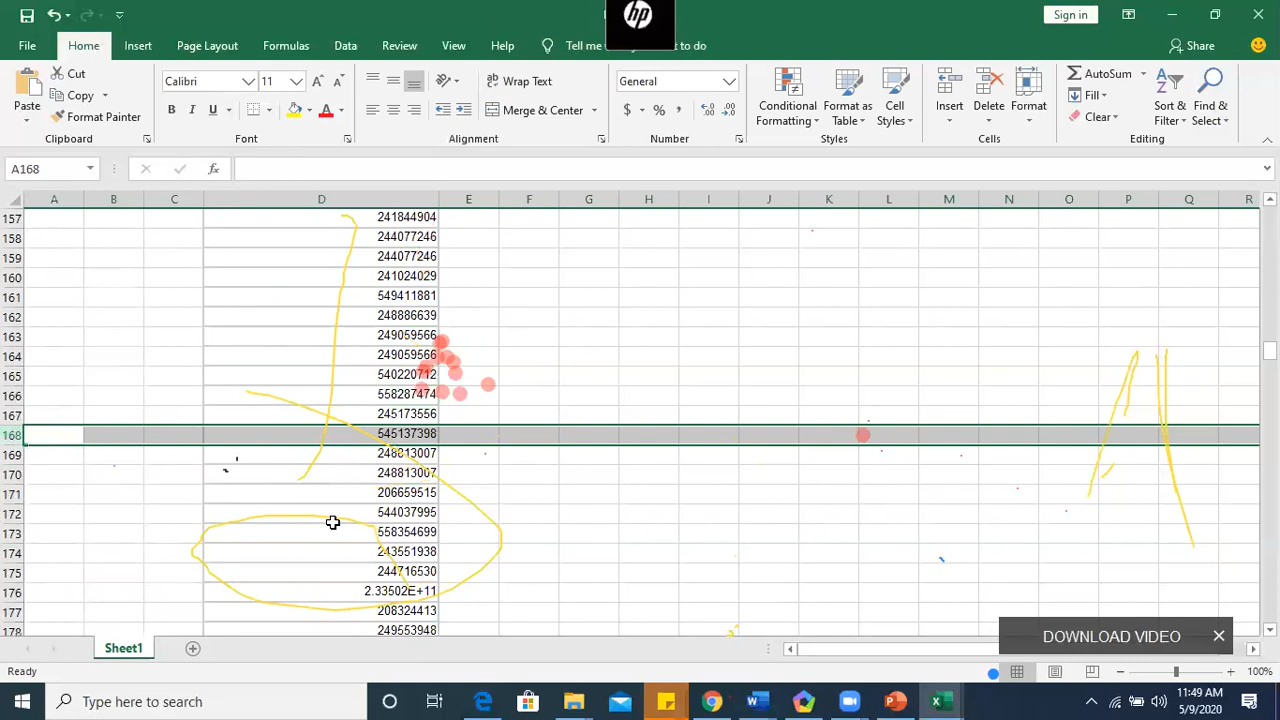 hp
Sign in
File Home Insert Page Layout Formulas Data Review View Help Tell me to do Share
Paste Cut Copy Format Painter Clipboard
Calibri 11 B I U A Font
Wrap Text Merge & Center Alignment
General $ % , Number
Conditional Formatting Format as Table Cell Styles Styles
Insert Delete Format Cells
AutoSum Fill Clear Sort & Filter Find & Select Editing
A168 fx
A B C D E F G H I J K L M N O P Q R
157 241844904
158 244077246
159 244077246
160 241024029
161 549411881
162 248886639
163 249059566
164 249059566
165 540220712
166 558287474
167 245173556
168 545137398
169 248813007
170 248813007
171 206659515
172 544037995
173 558354699
174 243551938
175 244716530
176 2.33502E+11
177 208324413
178 249553948
DOWNLOAD VIDEO
Sheet1
Ready 100%
Type here to search
11:49 AM
5/9/2020